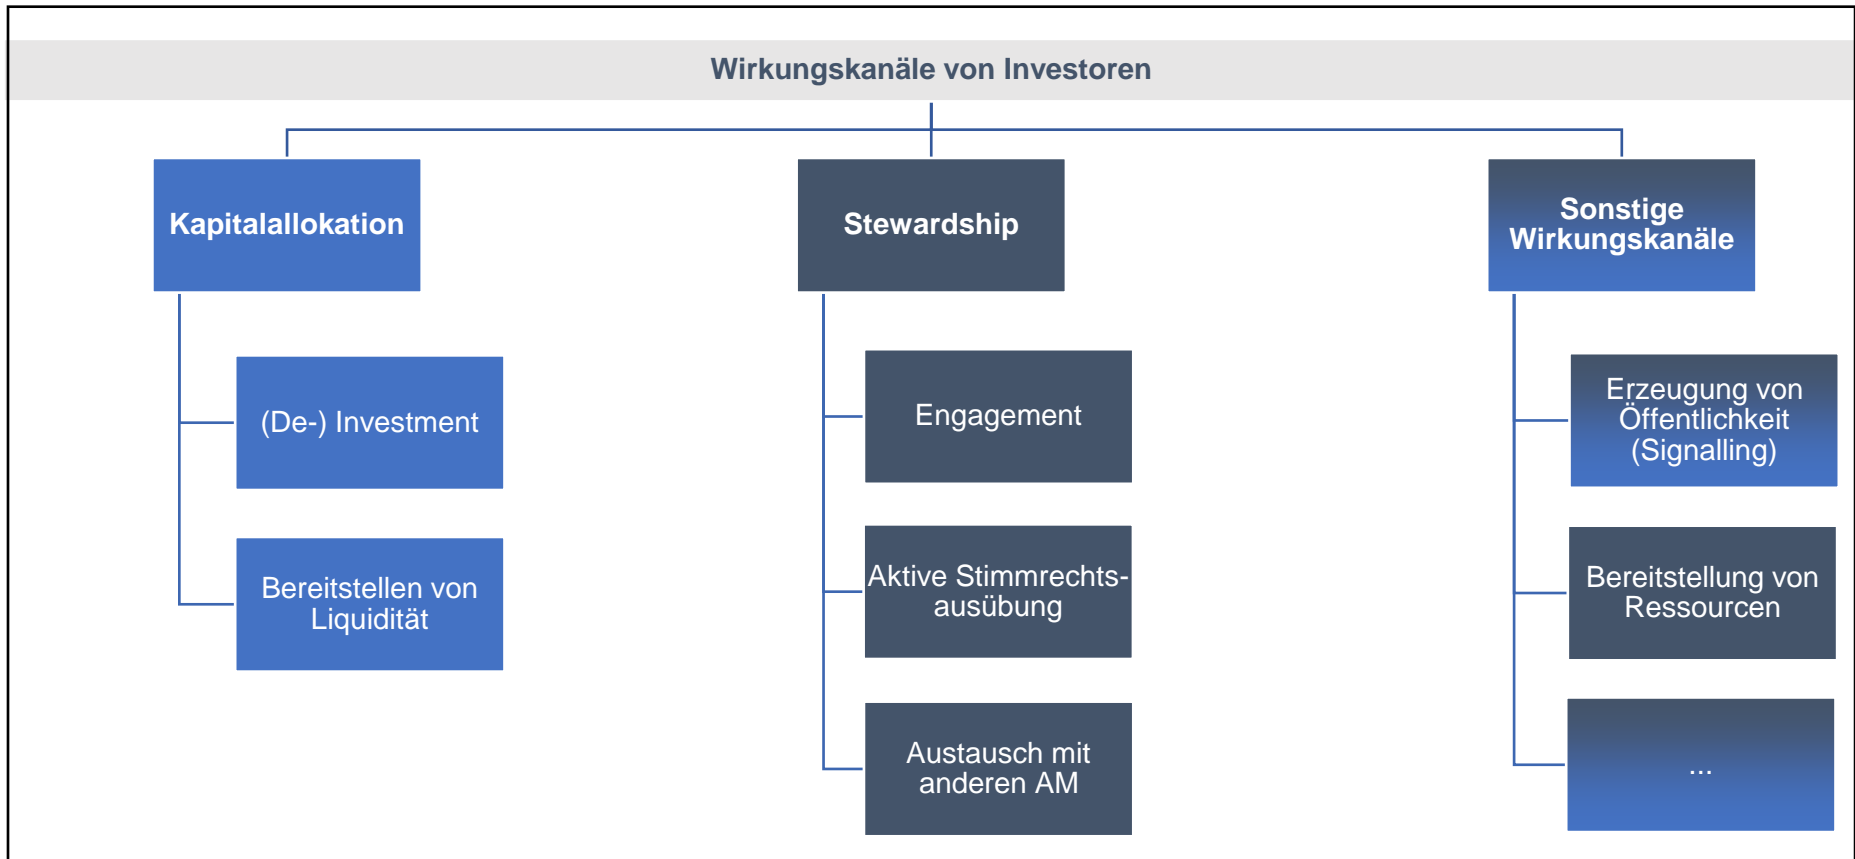 Wirkungskanäle von Investoren
Kapitalallokation
(De-) Investment
Bereitstellen von
Liquidität
Stewardship
Engagement
Aktive Stimmrechts-
ausübung
Austausch mit
anderen AM
Sonstige
Wirkungskanäle
Erzeugung von
Öffentlichkeit
(Signalling)
Bereitstellung von
Ressourcen
...